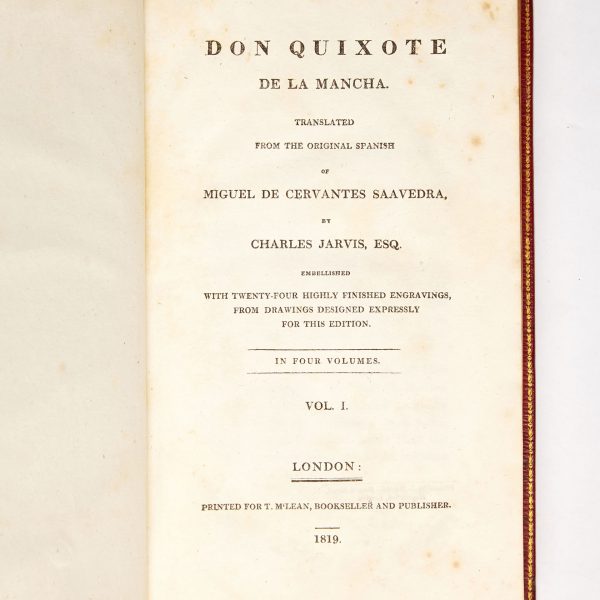 DON QUIXOTE
DE LA MANCHA.
TRANSLATED
FROM THE ORIGINAL SPANISH
OF
MIGUEL DE CERVANTES SAAVEDRA,
BY
CHARLES JARVIS, ESQ.
EMBELLISHED
WITH TWENTY-FOUR HIGHLY FINISHED ENGRAVINGS,
FROM DRAWINGS DESIGNED EXPRESSLY
FOR THIS EDITION.
IN FOUR VOLUMES.
VOL. I.
LONDON:
PRINTED FOR T. M'LEAN, BOOKSELLER AND PUBLISHER.
1819.